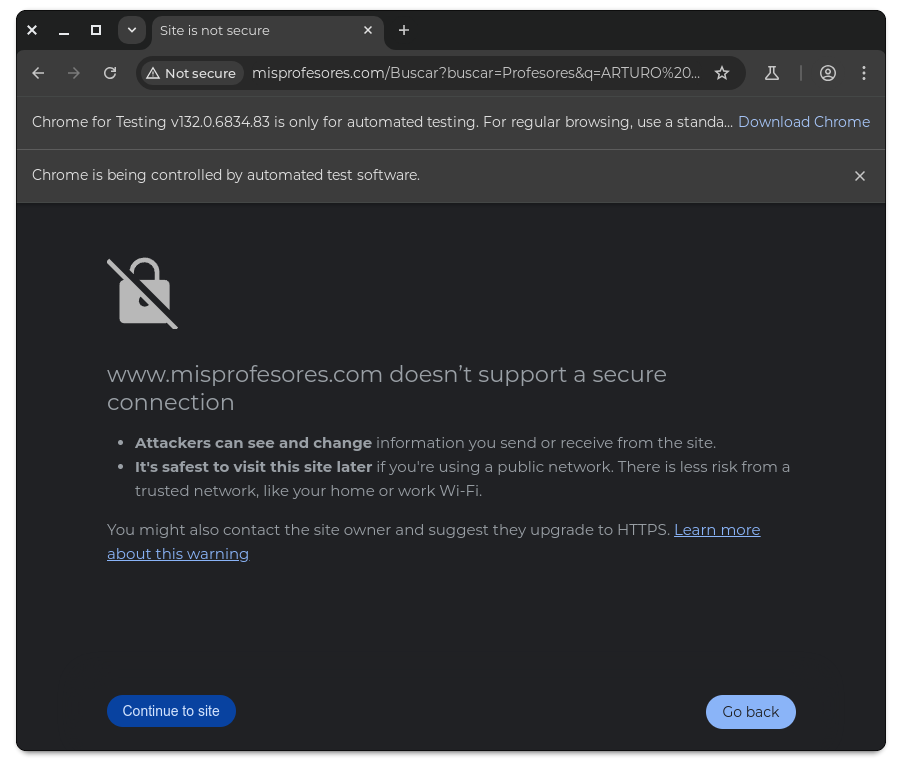 Site is not secure
Not secure
misprofesores.com/Buscar?buscar=Profesores&q=ARTURO%20...
Chrome for Testing v132.0.6834.83 is only for automated testing. For regular browsing, use a standa... Download Chrome
Chrome is being controlled by automated test software.
www.misprofesores.com doesn’t support a secure
connection
• Attackers can see and change information you send or receive from the site.
• It's safest to visit this site later if you're using a public network. There is less risk from a
trusted network, like your home or work Wi-Fi.
You might also contact the site owner and suggest they upgrade to HTTPS. Learn more
about this warning
Continue to site
Go back